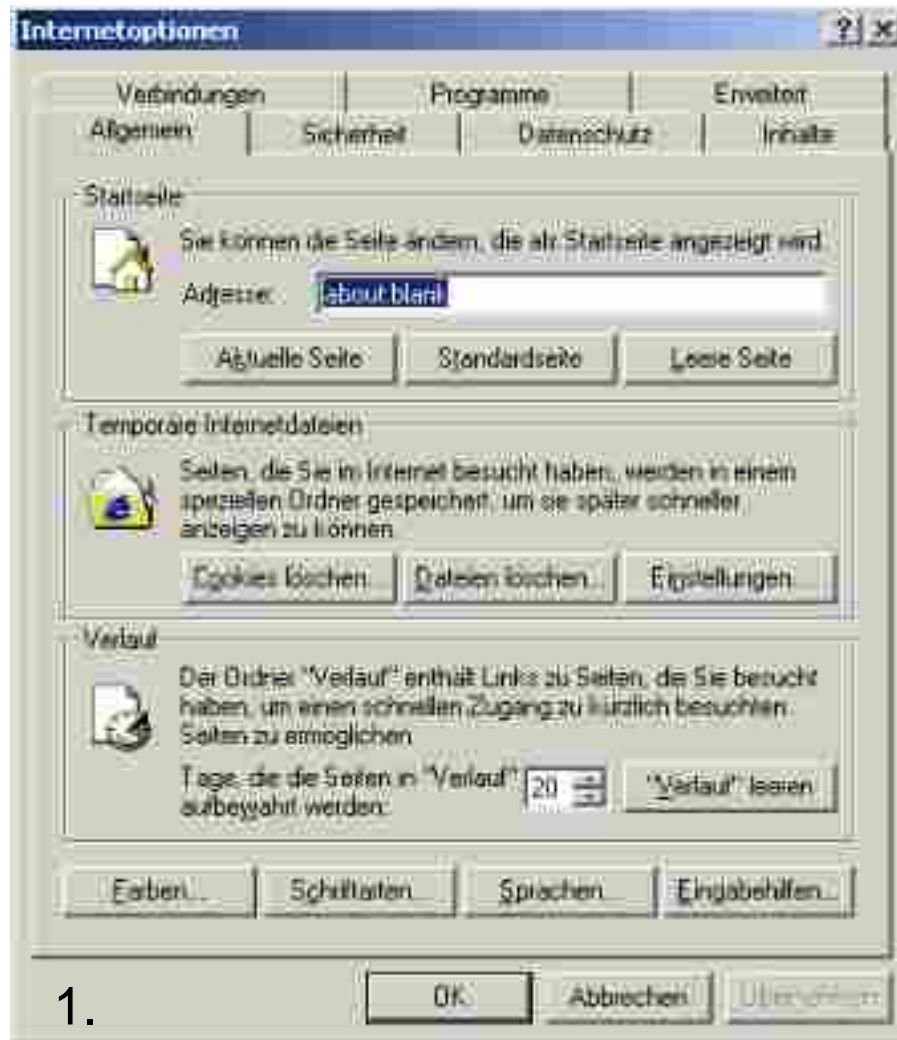 Internetoptionen
Verbindungen Programme Erweitert
Allgemein Sicherheit Datenschutz Inhalte
Startseite
Sie können die Seite ändern, die als Startseite angezeigt wird.
Adresse: about:blank
Aktuelle Seite Standardseite Leere Seite
Temporäre Internetdateien
Seiten, die Sie im Internet besucht haben, werden in einem
speziellen Ordner gespeichert, um sie später schneller
anzeigen zu können.
Cookies löschen... Dateien löschen... Einstellungen...
Verlauf
Der Ordner "Verlauf" enthält Links zu Seiten, die Sie besucht
haben, um einen schnellen Zugang zu kürzlich besuchten
Seiten zu ermöglichen.
Tage, die die Seiten in "Verlauf" 20 "Verlauf" leeren
aufbewahrt werden:
Farben... Schriftarten... Sprachen... Eingabehilfen...
OK Abbrechen Übernehmen
1.